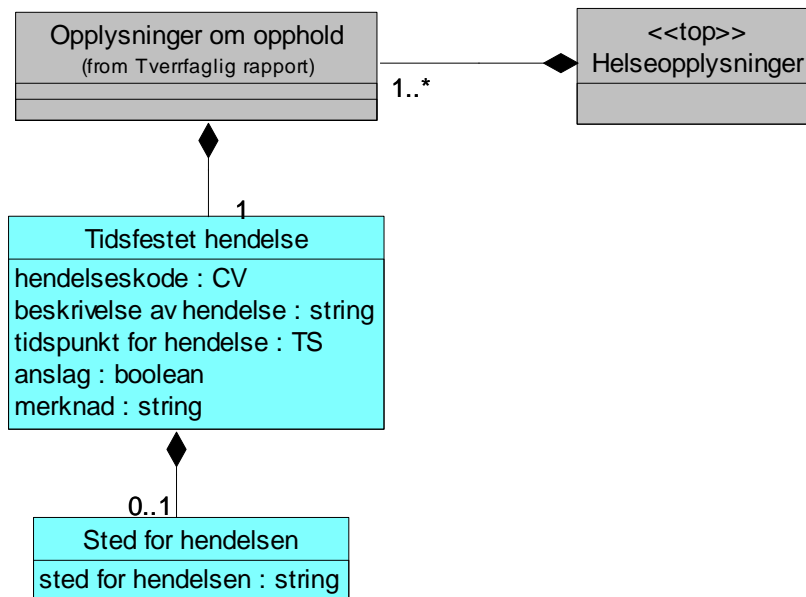 Opplysninger om opphold
(from Tverrfaglig rapport)
1..*
<<top>>
Helseopplysninger
1
Tidsfestet hendelse
hendelseskode : CV
beskrivelse av hendelse : string
tidspunkt for hendelse : TS
anslag : boolean
merknad : string
0..1
Sted for hendelsen
sted for hendelsen : string